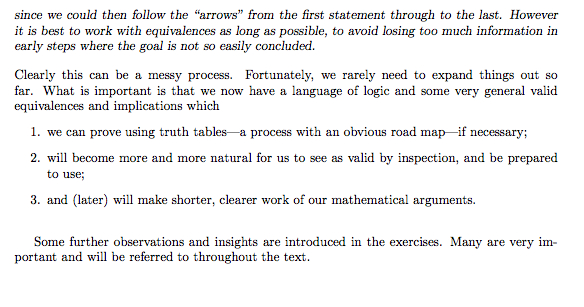 since we could then follow the “arrows” from the first statement through to the last. However
it is best to work with equivalences as long as possible, to avoid losing too much information in
early steps where the goal is not so easily concluded.
Clearly this can be a messy process. Fortunately, we rarely need to expand things out so
far. What is important is that we now have a language of logic and some very general valid
equivalences and implications which
1. we can prove using truth tables—a process with an obvious road map—if necessary;
2. will become more and more natural for us to see as valid by inspection, and be prepared
to use;
3. and (later) will make shorter, clearer work of our mathematical arguments.
Some further observations and insights are introduced in the exercises. Many are very im-
portant and will be referred to throughout the text.